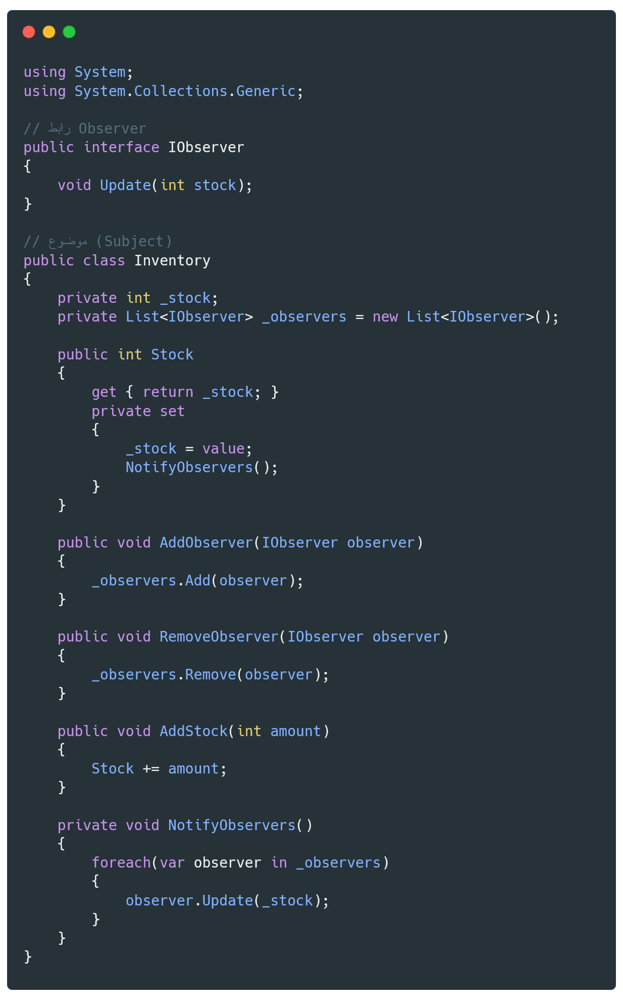 using System;
using System.Collections.Generic;
// رابط Observer
public interface IObserver
{
    void Update(int stock);
}
// موضوع (Subject)
public class Inventory
{
    private int _stock;
    private List<IObserver> _observers = new List<IObserver>();
    public int Stock
    {
        get { return _stock; }
        private set
        {
            _stock = value;
            NotifyObservers();
        }
    }
    public void AddObserver(IObserver observer)
    {
        _observers.Add(observer);
    }
    public void RemoveObserver(IObserver observer)
    {
        _observers.Remove(observer);
    }
    public void AddStock(int amount)
    {
        Stock += amount;
    }
    private void NotifyObservers()
    {
        foreach(var observer in _observers)
        {
            observer.Update(_stock);
        }
    }
}